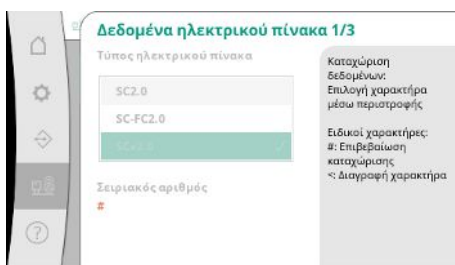 Δεδομένα ηλεκτρικού πίνακα 1/3
Τύπος ηλεκτρικού πίνακα
SC2.0
SC-FC2.0
Σειριακός αριθμός
#
Καταχώριση
δεδομένων:
Επιλογή χαρακτήρα
μέσω περιστροφής
Ειδικοί χαρακτήρες:
#: Επιβεβαίωση
καταχώρισης
<: Διαγραφή χαρακτήρα